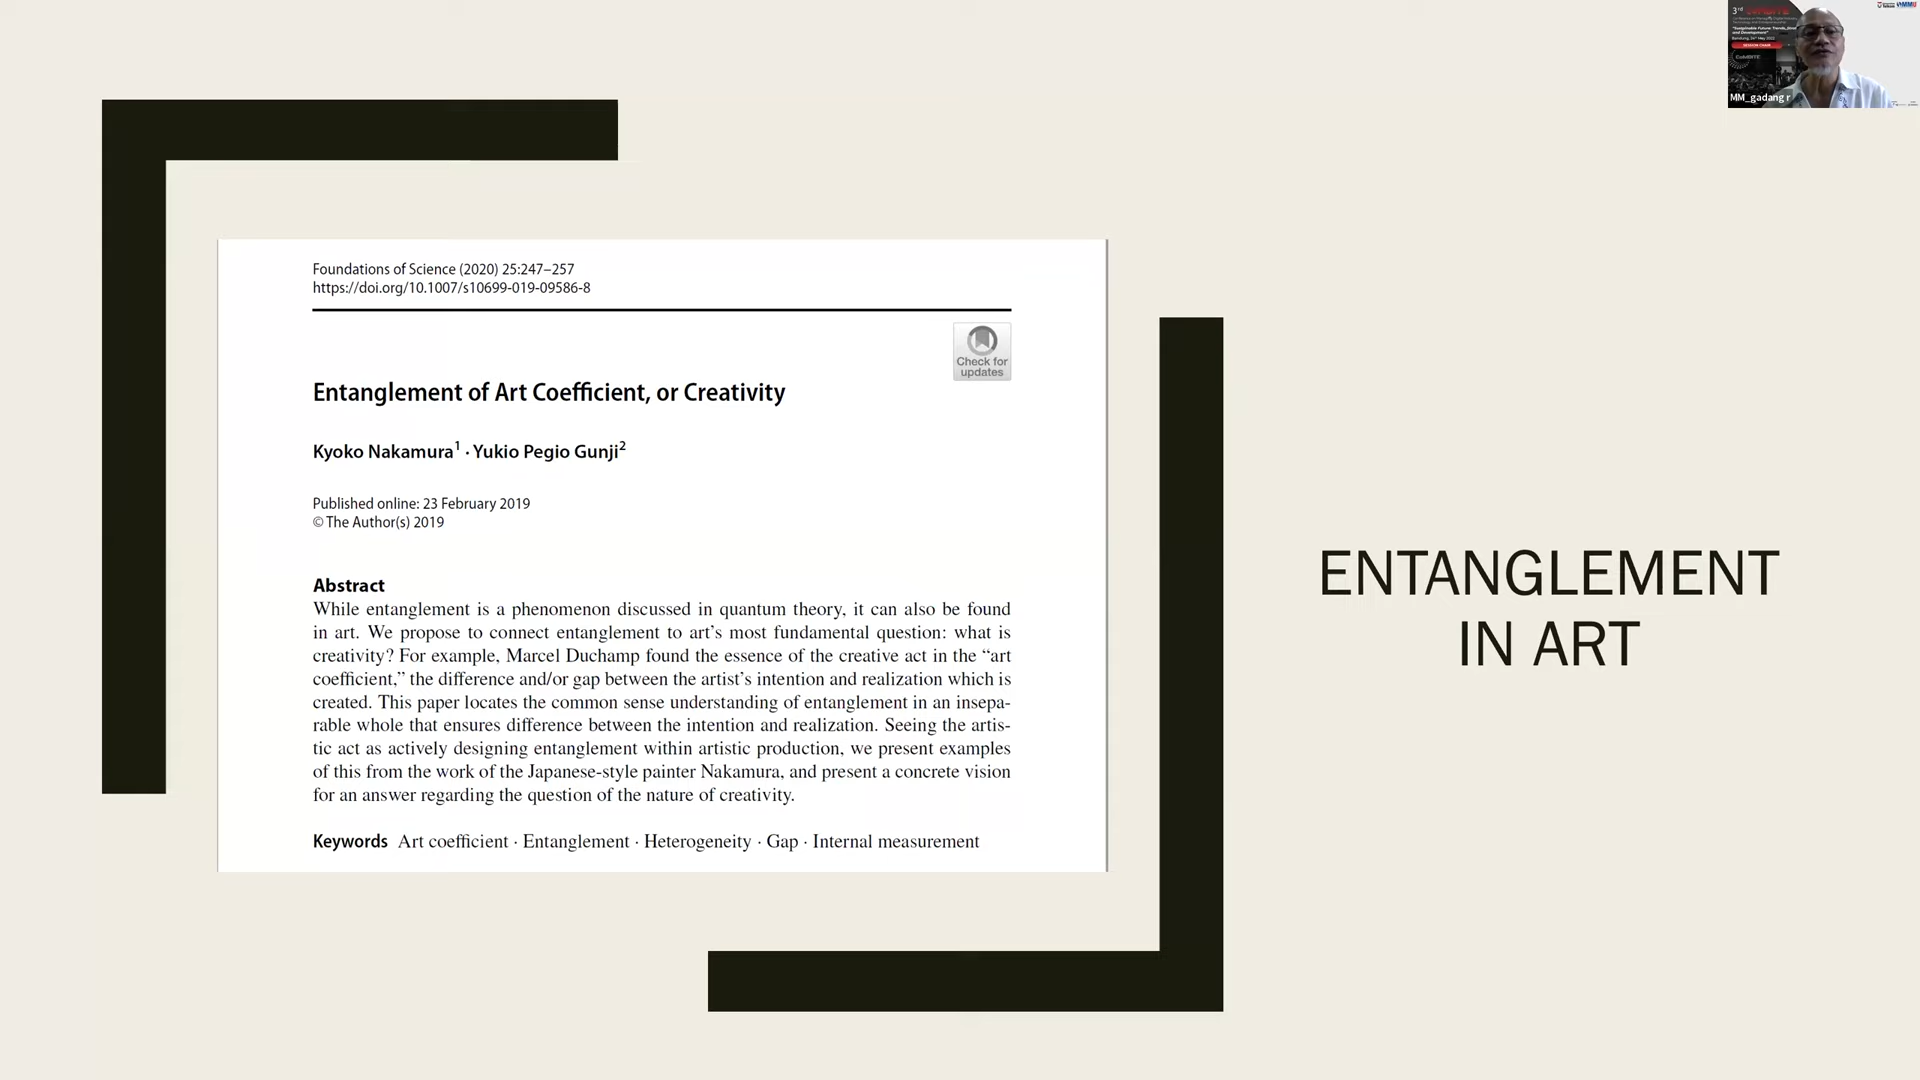 Foundations of Science (2020) 25:247–257
https://doi.org/10.1007/s10699-019-09586-8
Check for
updates
Entanglement of Art Coefficient, or Creativity
Kyoko Nakamura1 · Yukio Pegio Gunji2
Published online: 23 February 2019
© The Author(s) 2019
Abstract
While entanglement is a phenomenon discussed in quantum theory, it can also be found
in art. We propose to connect entanglement to art’s most fundamental question: what is
creativity? For example, Marcel Duchamp found the essence of the creative act in the “art
coefficient,” the difference and/or gap between the artist’s intention and realization which is
created. This paper locates the common sense understanding of entanglement in an insepa-
rable whole that ensures difference between the intention and realization. Seeing the artis-
tic act as actively designing entanglement within artistic production, we present examples
of this from the work of the Japanese-style painter Nakamura, and present a concrete vision
for an answer regarding the question of the nature of creativity.
Keywords Art coefficient · Entanglement · Heterogeneity · Gap · Internal measurement
ENTANGLEMENT
IN ART
3rd
SESSION CHAIR
MM_gadang r